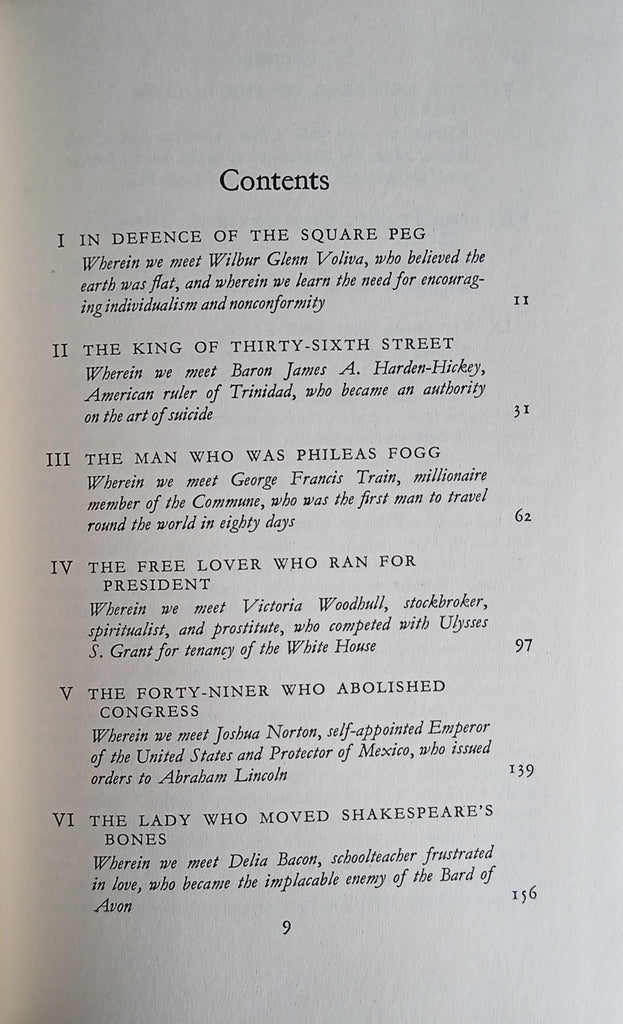 Contents
I IN DEFENCE OF THE SQUARE PEG
Wherein we meet Wilbur Glenn Voliva, who believed the
earth was flat, and wherein we learn the need for encourag-
ing individualism and nonconformity 11
II THE KING OF THIRTY-SIXTH STREET
Wherein we meet Baron James A. Harden-Hickey,
American ruler of Trinidad, who became an authority
on the art of suicide 31
III THE MAN WHO WAS PHILEAS FOGG
Wherein we meet George Francis Train, millionaire
member of the Commune, who was the first man to travel
round the world in eighty days 62
IV THE FREE LOVER WHO RAN FOR
PRESIDENT
Wherein we meet Victoria Woodhull, stockbroker,
spiritualist, and prostitute, who competed with Ulysses
S. Grant for tenancy of the White House 97
V THE FORTY-NINER WHO ABOLISHED
CONGRESS
Wherein we meet Joshua Norton, self-appointed Emperor
of the United States and Protector of Mexico, who issued
orders to Abraham Lincoln 139
VI THE LADY WHO MOVED SHAKESPEARE'S
BONES
Wherein we meet Delia Bacon, schoolteacher frustrated
in love, who became the implacable enemy of the Bard of
Avon 156
9